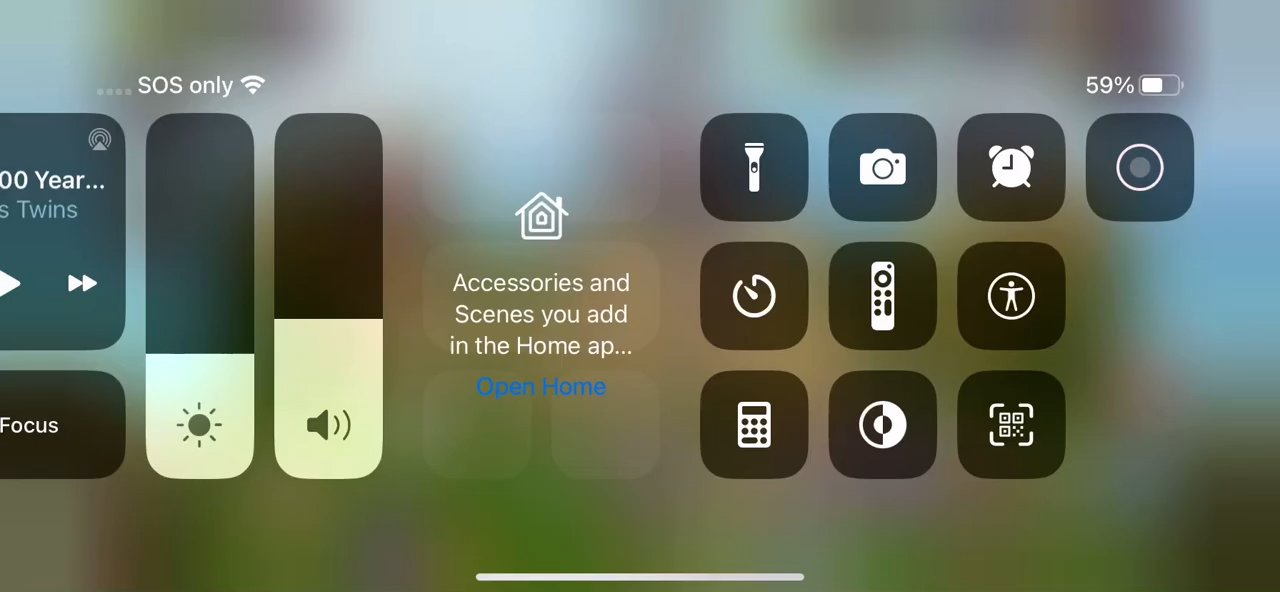 SOS only
59%
00 Year...
s Twins
Focus
Accessories and
Scenes you add
in the Home ap...
Open Home